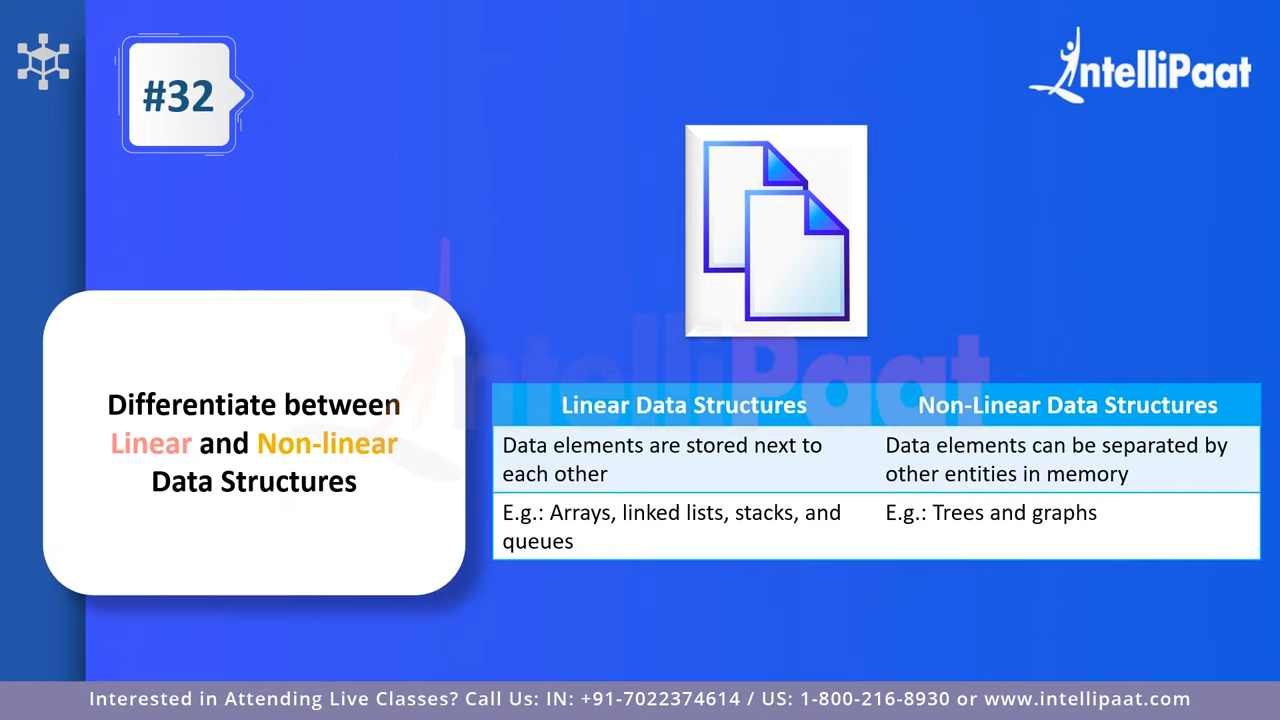 #32
IntelliPaat
Differentiate between
Linear and Non-linear
Data Structures
IntelliPaat
Linear Data Structures
Non-Linear Data Structures
Data elements are stored next to
each other
Data elements can be separated by
other entities in memory
E.g.: Arrays, linked lists, stacks, and
queues
E.g.: Trees and graphs
Interested in Attending Live Classes? Call Us: IN: +91-7022374614 / US: 1-800-216-8930 or www.intellipaat.com